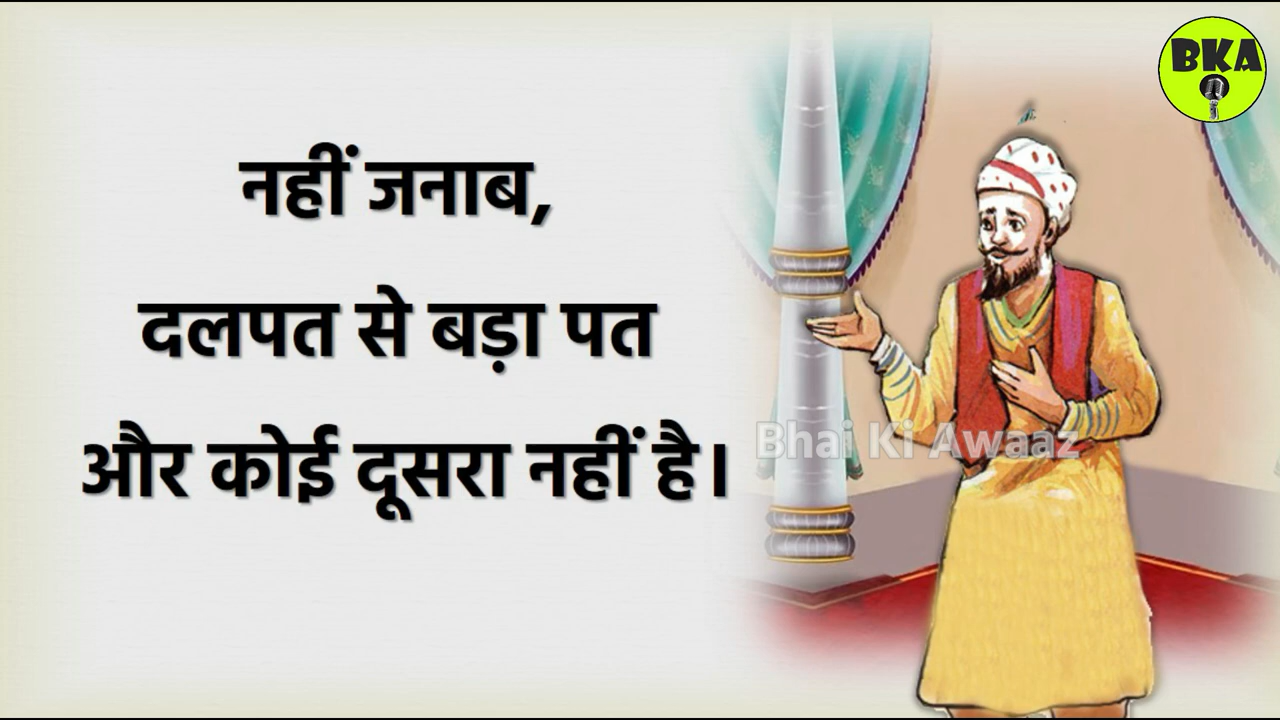 BKA
नहीं जनाब,
दलपत से बड़ा पत
और कोई दूसरा नहीं है।
Bhai Ki Awaaz